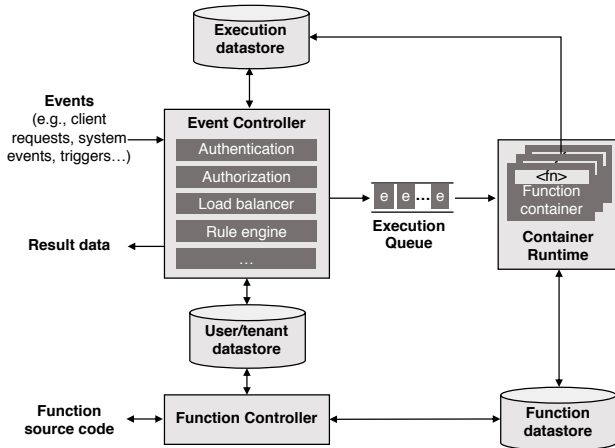 Execution
datastore
Events
(e.g., client
requests, system
events, triggers…)
Event Controller
Authentication
Authorization
Load balancer
Rule engine
…
Result data
e e … e
Execution
Queue
<fn>
Function
container
Container
Runtime
User/tenant
datastore
Function
source code
Function Controller
Function
datastore